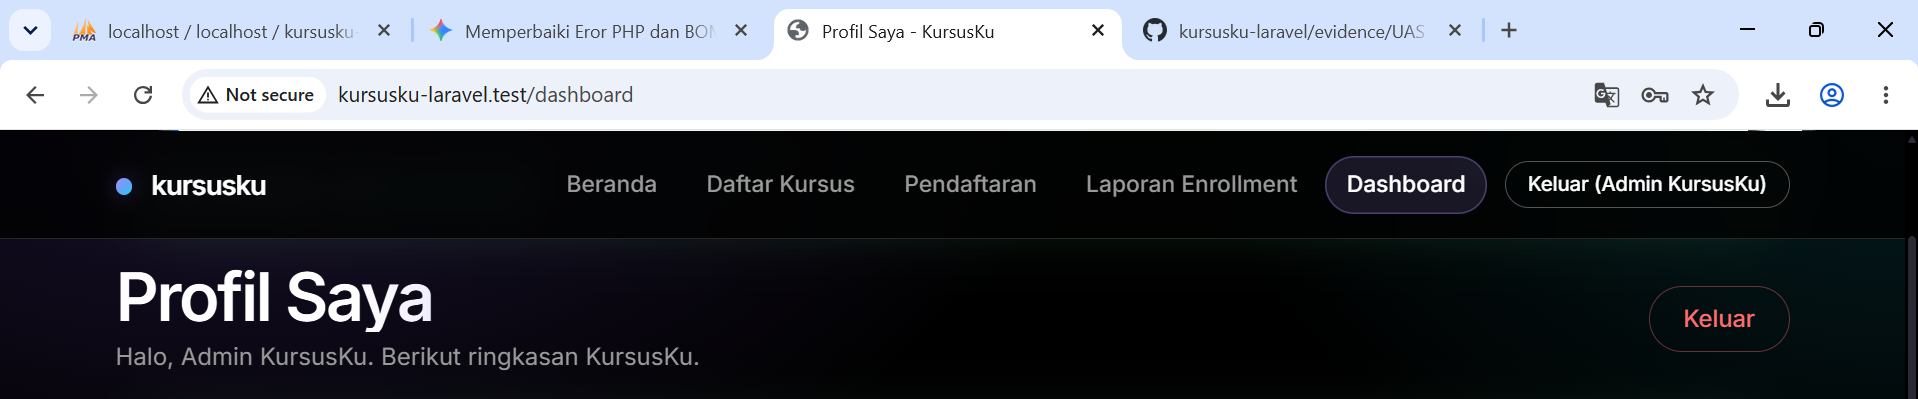 PMA localhost / localhost / kursusku-
Memperbaiki Eror PHP dan BOM
Profil Saya - KursusKu
kursusku-laravel/evidence/UAS
Not secure
kursusku-laravel.test/dashboard
kursusku
Beranda
Daftar Kursus
Pendaftaran
Laporan Enrollment
Dashboard
Keluar (Admin KursusKu)
Profil Saya
Keluar
Halo, Admin KursusKu. Berikut ringkasan KursusKu.